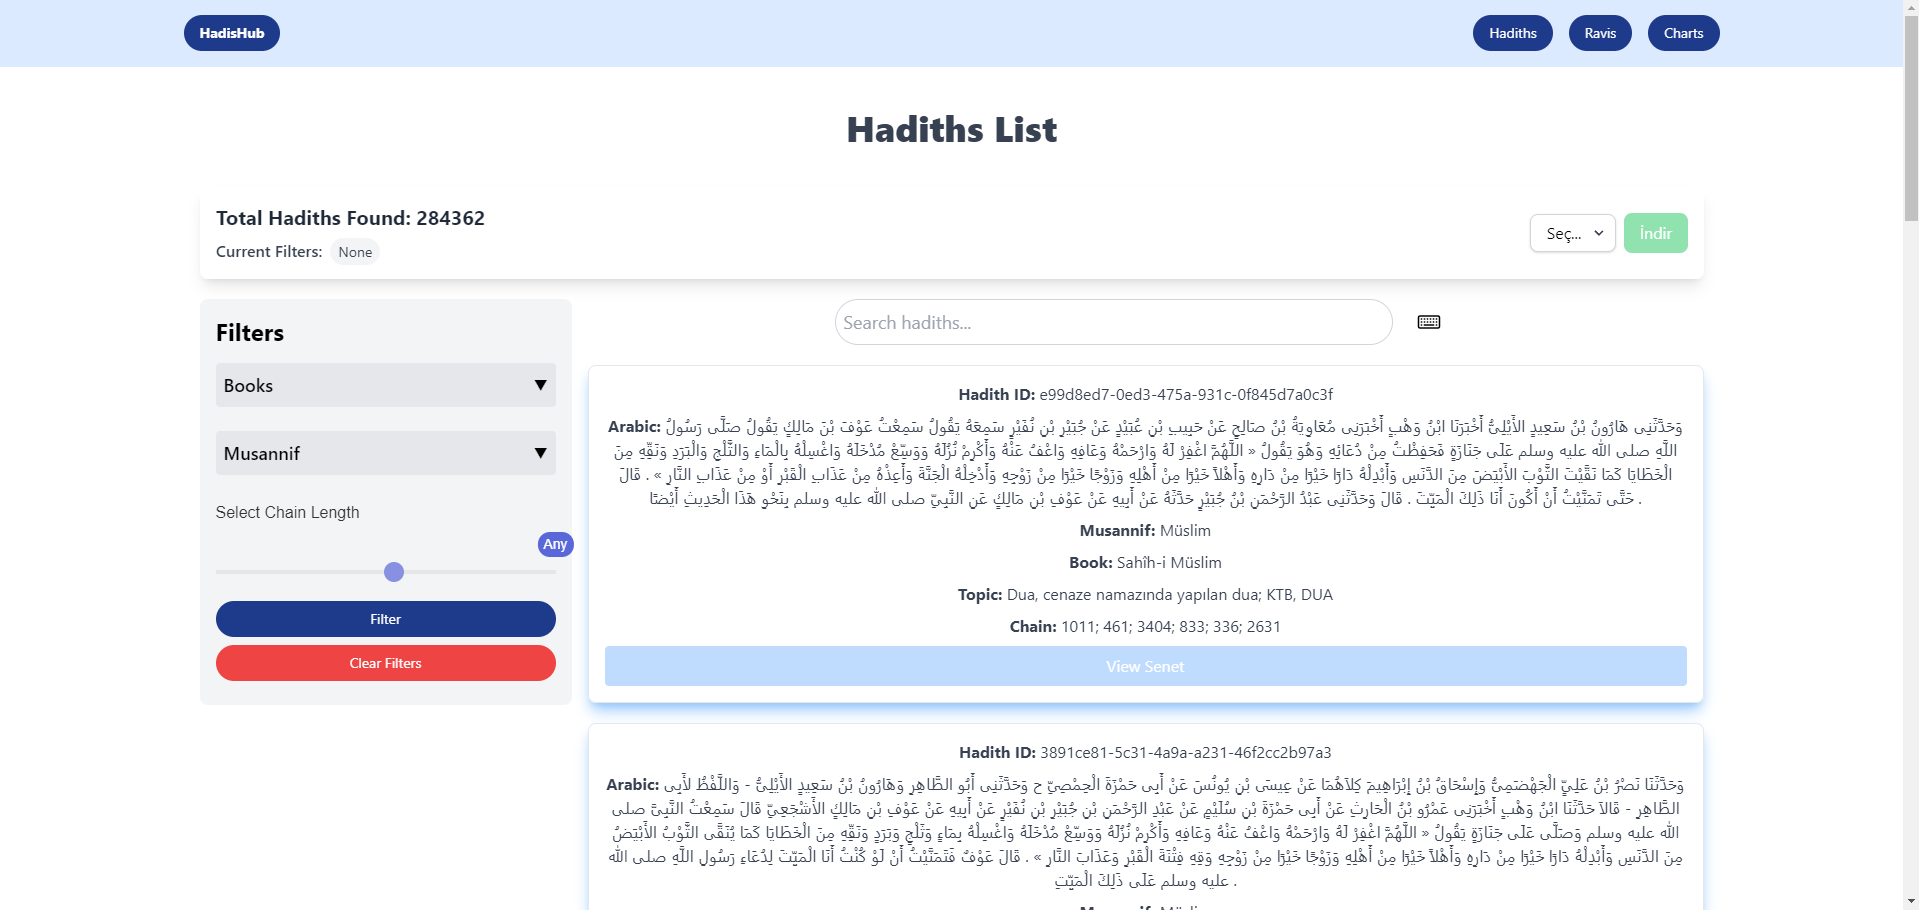 HadisHub
Hadiths
Ravis
Charts
Hadiths List
Total Hadiths Found: 284362
Current Filters: None
Seç...
İndir
Filters
Books
Musannif
Select Chain Length
Any
Filter
Clear Filters
Search hadiths...
Hadith ID: e99d8ed7-0ed3-475a-931c-0f845d7a0c3f
Arabic: وَحَدَّثَنِى هَارُونُ بْنُ سَعِيدٍ الأَيْلِىُّ أَخْبَرَنَا ابْنُ وَهْبٍ أَخْبَرَنِى مُعَاوِيَةُ بْنُ صَالِحٍ عَنْ حَبِيبِ بْنِ عُبَيْدٍ عَنْ جُبَيْرِ بْنِ نُفَيْرٍ سَمِعَهُ يَقُولُ سَمِعْتُ عَوْفَ بْنَ مَالِكٍ يَقُولُ صَلَّى رَسُولُ
اللَّهِ صلى الله عليه وسلم عَلَى جَنَازَةٍ فَحَفِظْتُ مِنْ دُعَائِهِ وَهُوَ يَقُولُ « اللَّهُمَّ اغْفِرْ لَهُ وَارْحَمْهُ وَعَافِهِ وَاعْفُ عَنْهُ وَأَكْرِمْ نُزُلَهُ وَوَسِّعْ مُدْخَلَهُ وَاغْسِلْهُ بِالْمَاءِ وَالثَّلْجِ وَالْبَرَدِ وَنَقِّهِ مِنَ
الْخَطَايَا كَمَا نَقَّيْتَ الثَّوْبَ الأَبْيَضَ مِنَ الدَّنَسِ وَأَبْدِلْهُ دَارًا خَيْرًا مِنْ دَارِهِ وَأَهْلاً خَيْرًا مِنْ أَهْلِهِ وَزَوْجًا خَيْرًا مِنْ زَوْجِهِ وَأَدْخِلْهُ الْجَنَّةَ وَأَعِذْهُ مِنْ عَذَابِ الْقَبْرِ أَوْ مِنْ عَذَابِ النَّارِ » . قَالَ
حَتَّى تَمَنَّيْتُ أَنْ أَكُونَ أَنَا ذَلِكَ الْمَيِّتَ . قَالَ وَحَدَّثَنِى عَبْدُ الرَّحْمَنِ بْنُ جُبَيْرٍ حَدَّثَهُ عَنْ أَبِيهِ عَنْ عَوْفِ بْنِ مَالِكٍ عَنِ النَّبِىِّ صلى الله عليه وسلم بِنَحْوِ هَذَا الْحَدِيثِ أَيْضًا .
Musannif: Müslim
Book: Sahîh-i Müslim
Topic: Dua, cenaze namazında yapılan dua; KTB, DUA
Chain: 1011; 461; 3404; 833; 336; 2631
View Senet
Hadith ID: 3891ce81-5c31-4a9a-a231-46f2cc2b97a3
Arabic: وَحَدَّثَنَا نَصْرُ بْنُ عَلِىٍّ الْجَهْضَمِىُّ وَإِسْحَاقُ بْنُ إِبْرَاهِيمَ كِلاَهُمَا عَنْ عِيسَى بْنِ يُونُسَ عَنْ أَبِى حَمْزَةَ الْحِمْصِىِّ ح وَحَدَّثَنِى أَبُو الطَّاهِرِ وَهَارُونُ بْنُ سَعِيدٍ الأَيْلِىُّ - وَاللَّفْظُ لأَبِى
الطَّاهِرِ - قَالاَ حَدَّثَنَا ابْنُ وَهْبٍ أَخْبَرَنِى عَمْرُو بْنُ الْحَارِثِ عَنْ أَبِى حَمْزَةَ بْنِ سُلَيْمٍ عَنْ عَبْدِ الرَّحْمَنِ بْنِ جُبَيْرِ بْنِ نُفَيْرٍ عَنْ أَبِيهِ عَنْ عَوْفِ بْنِ مَالِكٍ الأَشْجَعِىِّ قَالَ سَمِعْتُ النَّبِىَّ صلى
الله عليه وسلم وَصَلَّى عَلَى جَنَازَةٍ يَقُولُ « اللَّهُمَّ اغْفِرْ لَهُ وَارْحَمْهُ وَاعْفُ عَنْهُ وَعَافِهِ وَأَكْرِمْ نُزُلَهُ وَوَسِّعْ مُدْخَلَهُ وَاغْسِلْهُ بِمَاءٍ وَثَلْجٍ وَبَرَدٍ وَنَقِّهِ مِنَ الْخَطَايَا كَمَا يُنَقَّى الثَّوْبُ الأَبْيَضُ
مِنَ الدَّنَسِ وَأَبْدِلْهُ دَارًا خَيْرًا مِنْ دَارِهِ وَأَهْلاً خَيْرًا مِنْ أَهْلِهِ وَزَوْجًا خَيْرًا مِنْ زَوْجِهِ وَقِهِ فِتْنَةَ الْقَبْرِ وَعَذَابَ النَّارِ » . قَالَ عَوْفٌ فَتَمَنَّيْتُ أَنْ لَوْ كُنْتُ أَنَا الْمَيِّتَ لِدُعَاءِ رَسُولِ اللَّهِ صلى الله
عليه وسلم عَلَى ذَلِكَ الْمَيِّتِ .